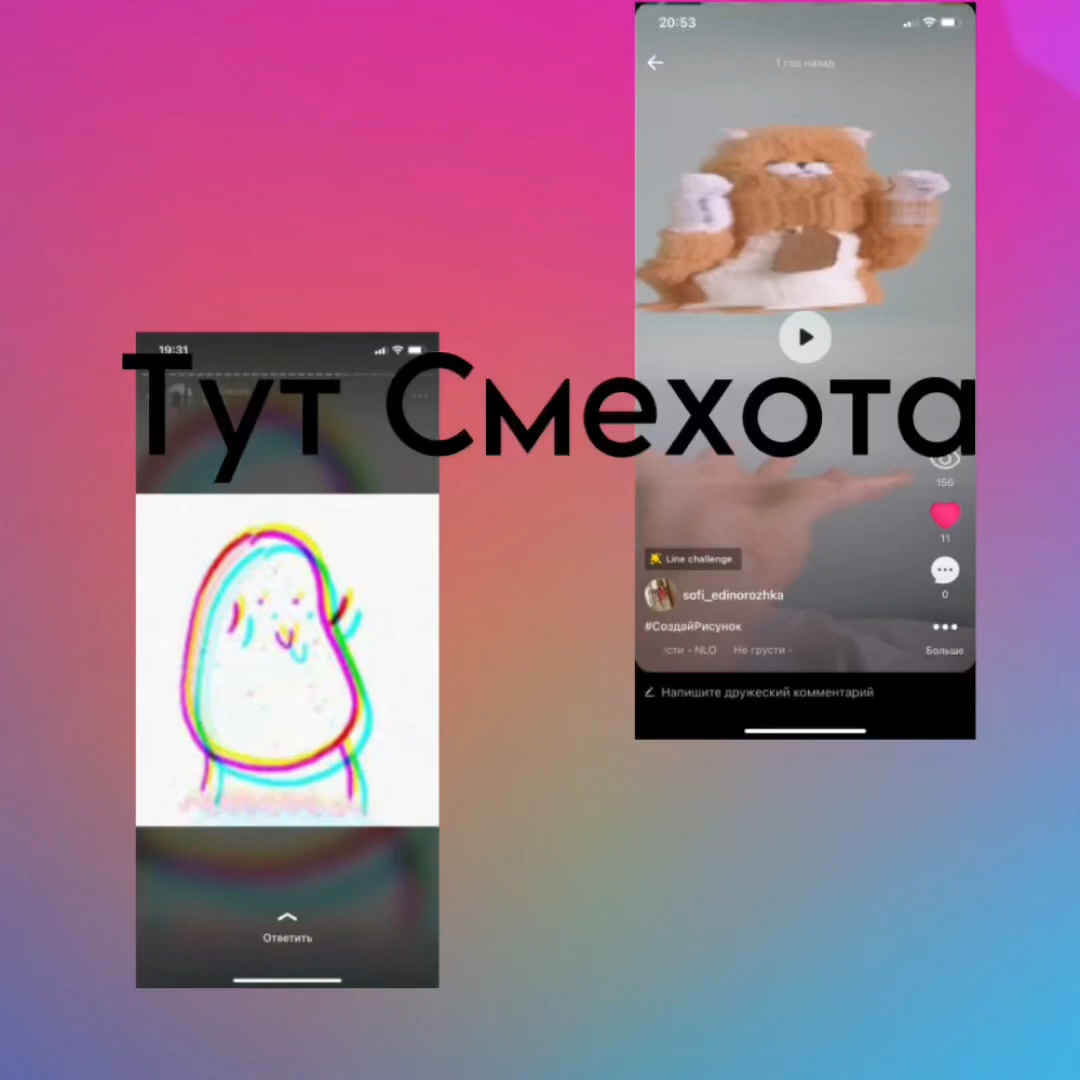 20:53
1 год назад
19:31
Тут Смехота
156
11
Line challenge
0
sofi_edinorozhka
#СоздайРисунок
NLO Не грусти -
Больше
Напишите дружеский комментарий
Ответить